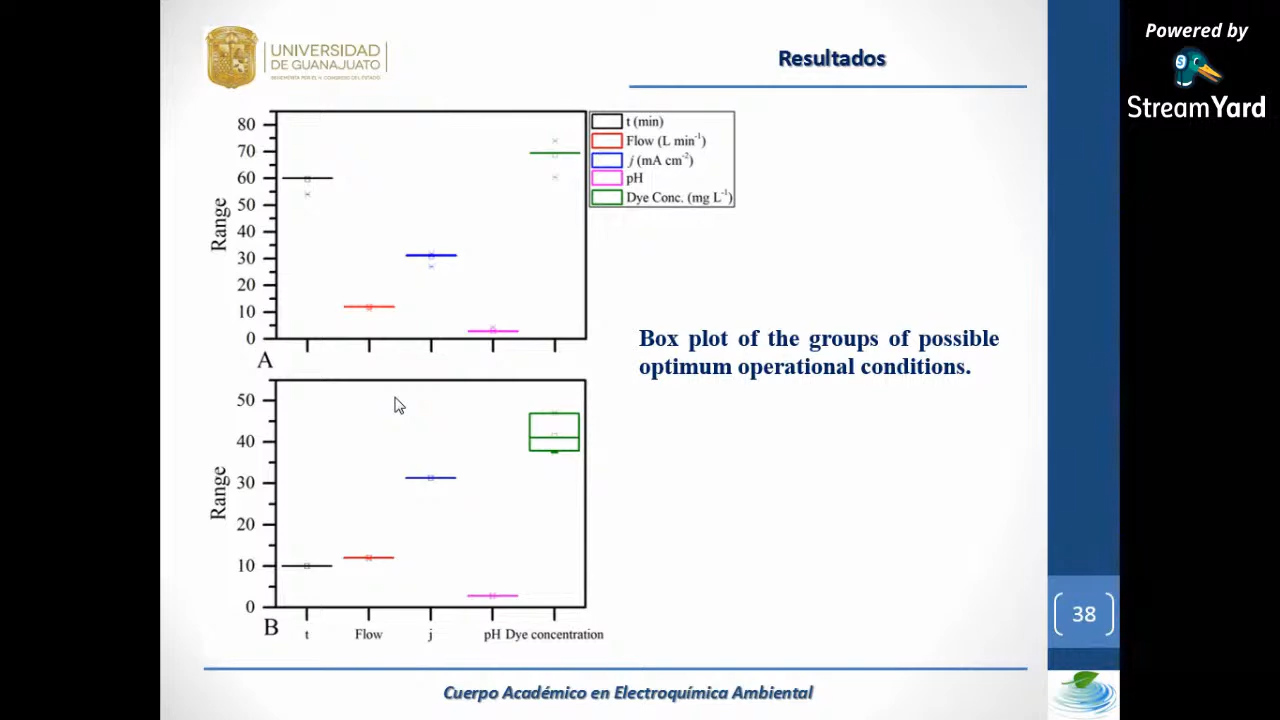 UNIVERSIDAD
DE GUANAJUATO
Resultados
Powered by
StreamYard
80
70
60
50
40
30
20
10
0
Range
A
t (min)
Flow (L min⁻¹)
j (mA cm⁻²)
pH
Dye Conc. (mg L⁻¹)
Box plot of the groups of possible
optimum operational conditions.
50
40
30
20
10
0
Range
B
t Flow j pH Dye concentration
38
Cuerpo Académico en Electroquímica Ambiental